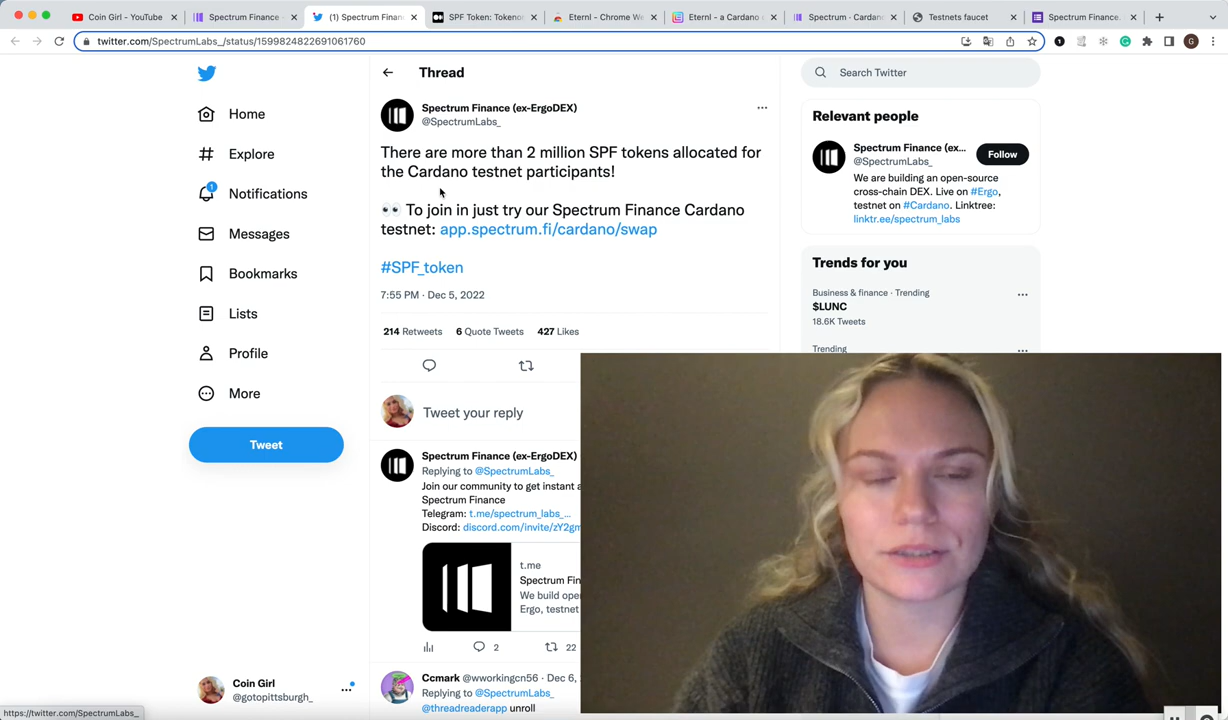 Coin Girl - YouTube
Spectrum Finance
(1) Spectrum Finan
SPF Token: Tokenor
Eternl - Chrome We
Eternl - a Cardano
Spectrum · Cardan
Testnets faucet
Spectrum Finance
twitter.com/SpectrumLabs_/status/1599824822691061760
G
Home
Explore
1
Notifications
Messages
Bookmarks
Lists
Profile
More
Tweet
Coin Girl
@gotopittsburgh_
https://twitter.com/SpectrumLabs_
Thread
Spectrum Finance (ex-ErgoDEX)
@SpectrumLabs_
There are more than 2 million SPF tokens allocated for
the Cardano testnet participants!
👀 To join in just try our Spectrum Finance Cardano
testnet: app.spectrum.fi/cardano/swap
#SPF_token
7:55 PM · Dec 5, 2022
214 Retweets 6 Quote Tweets 427 Likes
Tweet your reply
Spectrum Finance (ex-ErgoDEX)
Replying to @SpectrumLabs_
Join our community to get instant a
Spectrum Finance
Telegram: t.me/spectrum_labs_...
Discord: discord.com/invite/zY2gm
t.me
Spectrum Fin
We build open
Ergo, testnet
2
22
Ccmark @wworkingcn56 · Dec 6,
Replying to @SpectrumLabs_
@threadreaderapp unroll
Search Twitter
Relevant people
Spectrum Finance (ex...
@SpectrumLabs_
Follow
We are building an open-source
cross-chain DEX. Live on #Ergo,
testnet on #Cardano. Linktree:
linktr.ee/spectrum_labs
Trends for you
Business & finance · Trending
$LUNC
18.6K Tweets
Trending